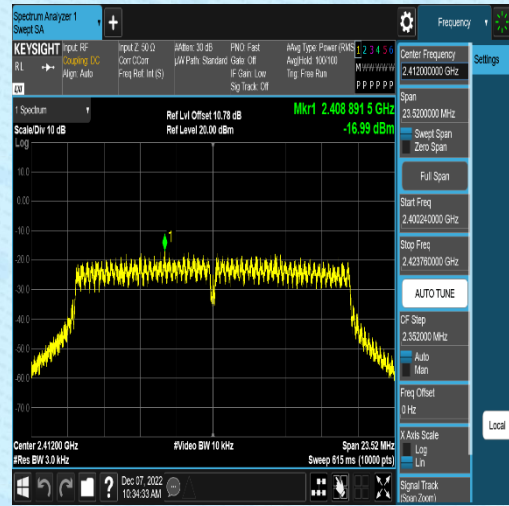 Spectrum Analyzer 1
Swept SA
+
Frequency
KEYSIGHT
RL
Input: RF
Coupling: DC
Align: Auto
Input Z: 50 Ω
Corr CCorr
Freq Ref: Int (S)
#Atten: 30 dB
µW Path: Standard
PNO: Fast
Gate: Off
IF Gain: Low
Sig Track: Off
#Avg Type: Power (RMS
Avg|Hold: 100/100
Trig: Free Run
1 2 3 4 5 6
M W W W W W
P P P P P P
LXI
1 Spectrum
Scale/Div 10 dB
Log
Ref Lvl Offset 10.78 dB
Ref Level 20.00 dBm
Mkr1 2.408 891 5 GHz
-16.99 dBm
10.0
0.00
-10.0
-20.0
-30.0
-40.0
-50.0
-60.0
-70.0
1
Center 2.41200 GHz
#Res BW 3.0 kHz
#Video BW 10 kHz
Span 23.52 MHz
Sweep 615 ms (10000 pts)
Dec 07, 2022
10:34:33 AM
?
Center Frequency
2.412000000 GHz
Settings
Span
23.5200000 MHz
Swept Span
Zero Span
Full Span
Start Freq
2.400240000 GHz
Stop Freq
2.423760000 GHz
AUTO TUNE
CF Step
2.352000 MHz
Auto
Man
Freq Offset
0 Hz
X Axis Scale
Log
Lin
Local
Signal Track
(Span Zoom)